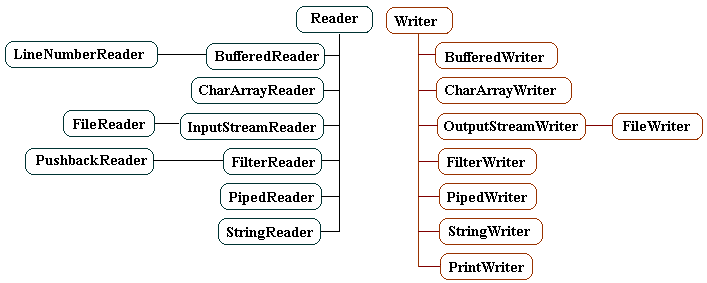 Reader
Writer
LineNumberReader
BufferedReader
BufferedWriter
CharArrayReader
CharArrayWriter
FileReader
InputStreamReader
OutputStreamWriter
FileWriter
PushbackReader
FilterReader
FilterWriter
PipedReader
PipedWriter
StringReader
StringWriter
PrintWriter